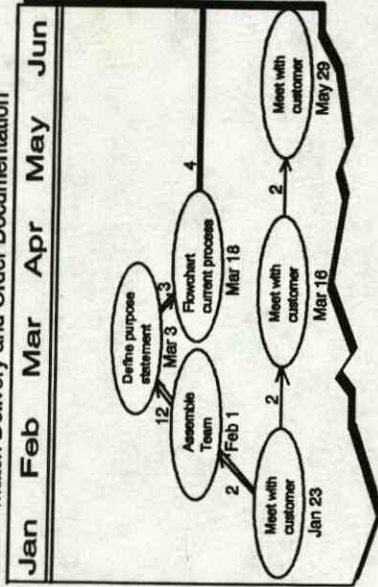 Delivery and Order Documentation
Jan Feb Mar Apr May Jun
Define purpose
statement
12
3
Mar 3
4
Assemble
Team
Flowchart
current process
Feb 1
Mar 18
2
Meet with
customer
2
Meet with
customer
2
Meet with
customer
Jan 23
Mar 16
May 29